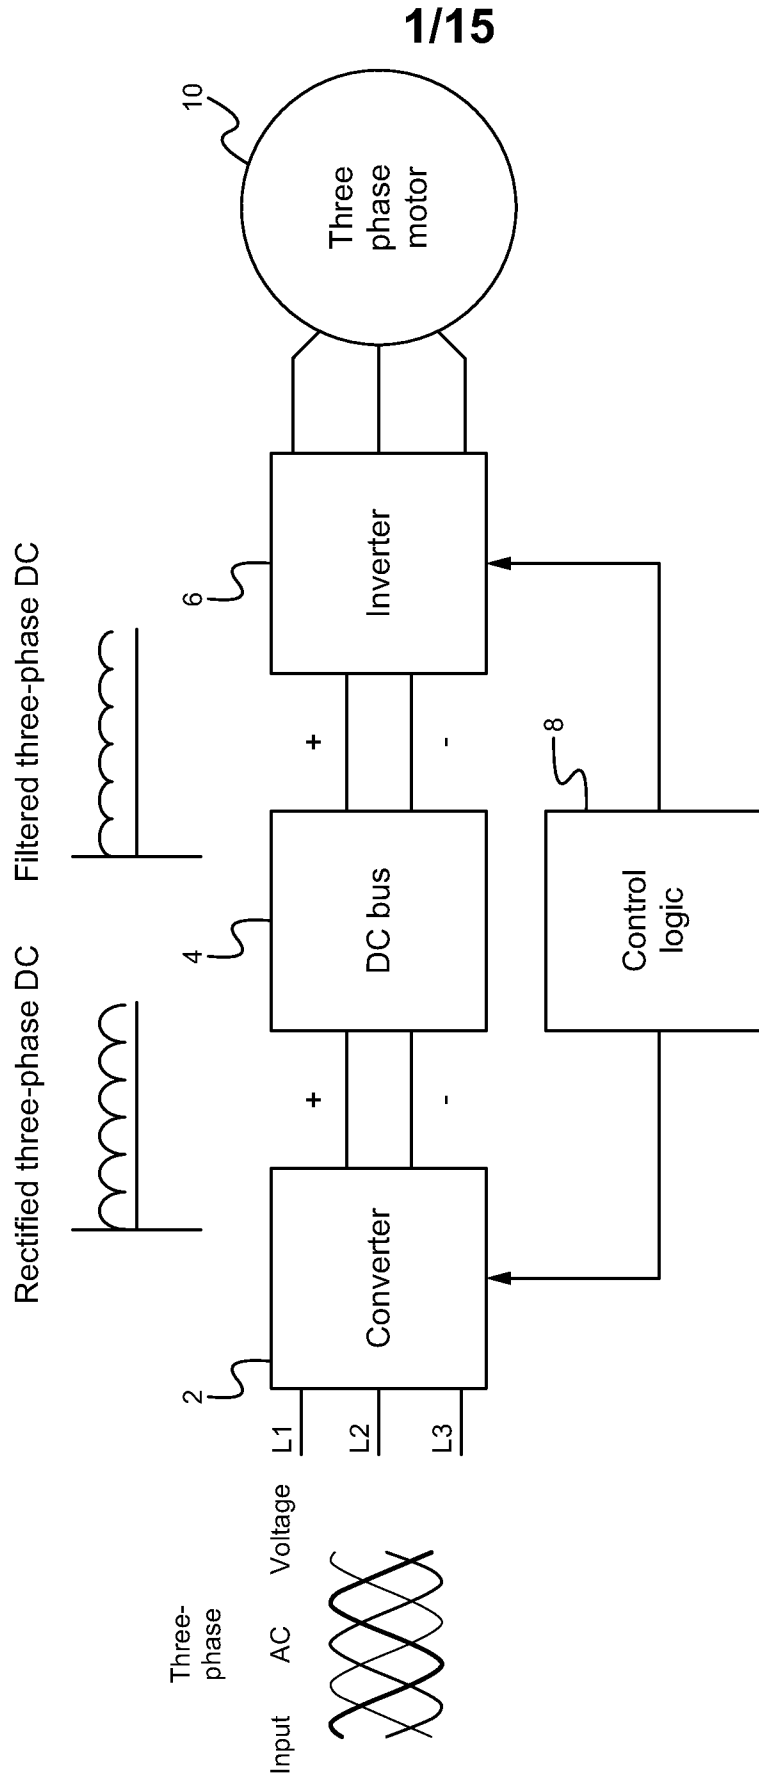 1/15
Rectified three-phase DC
Filtered three-phase DC
Three-
phase
Input AC Voltage
L1
L2
L3
2
Converter
+
-
4
DC bus
+
-
6
Inverter
10
Three
phase
motor
8
Control
logic